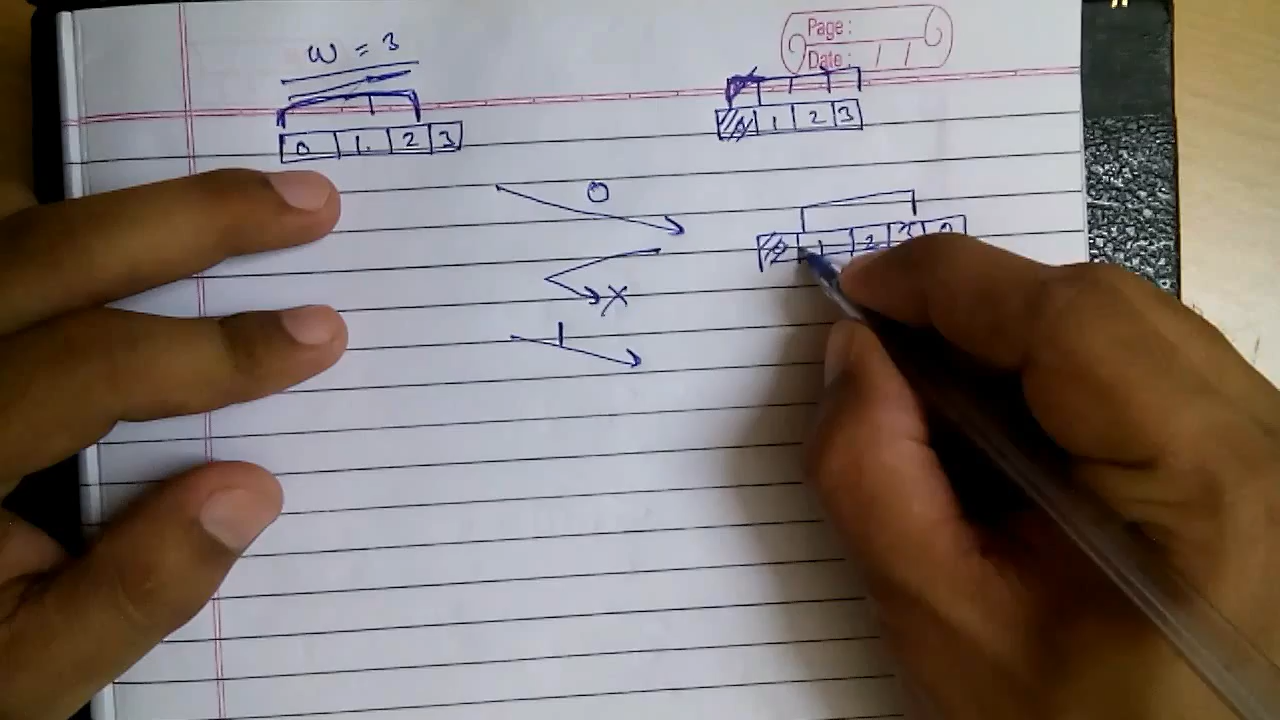 Page :
W = 3
Date : / /
1 2 3
0 1 2 3
0
1 2 3 0
X
1